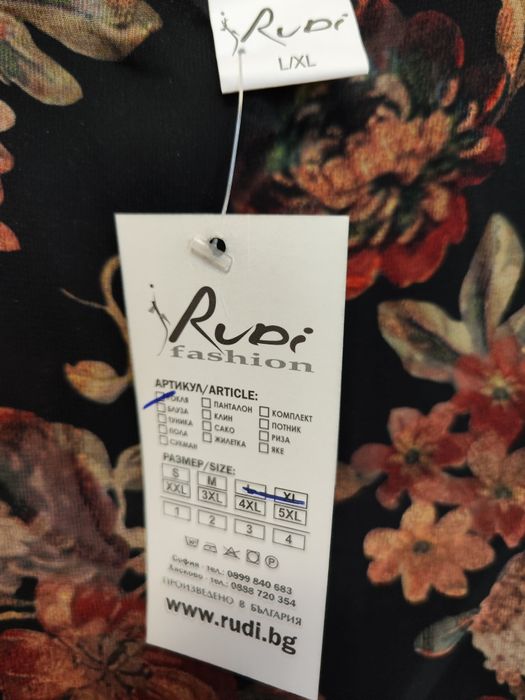 RUDi
L/XL
RUDi
fashion
АРТИКУЛ/ARTICLE:
РОКЛЯ ПАНТАЛОН КОМПЛЕКТ
БЛУЗА КЛИН ПОТНИК
ТУНИКА САКО РИЗА
ПОЛА ЖИЛЕТКА ЯКЕ
СУКМАН
РАЗМЕР/SIZE:
S M L XL
XXL 3XL 4XL 5XL
1 2 3 4
P
София тел.: 0899 840 683
Хасково тел.: 0888 720 354
ПРОИЗВЕДЕНО В БЪЛГАРИЯ
www.rudi.bg